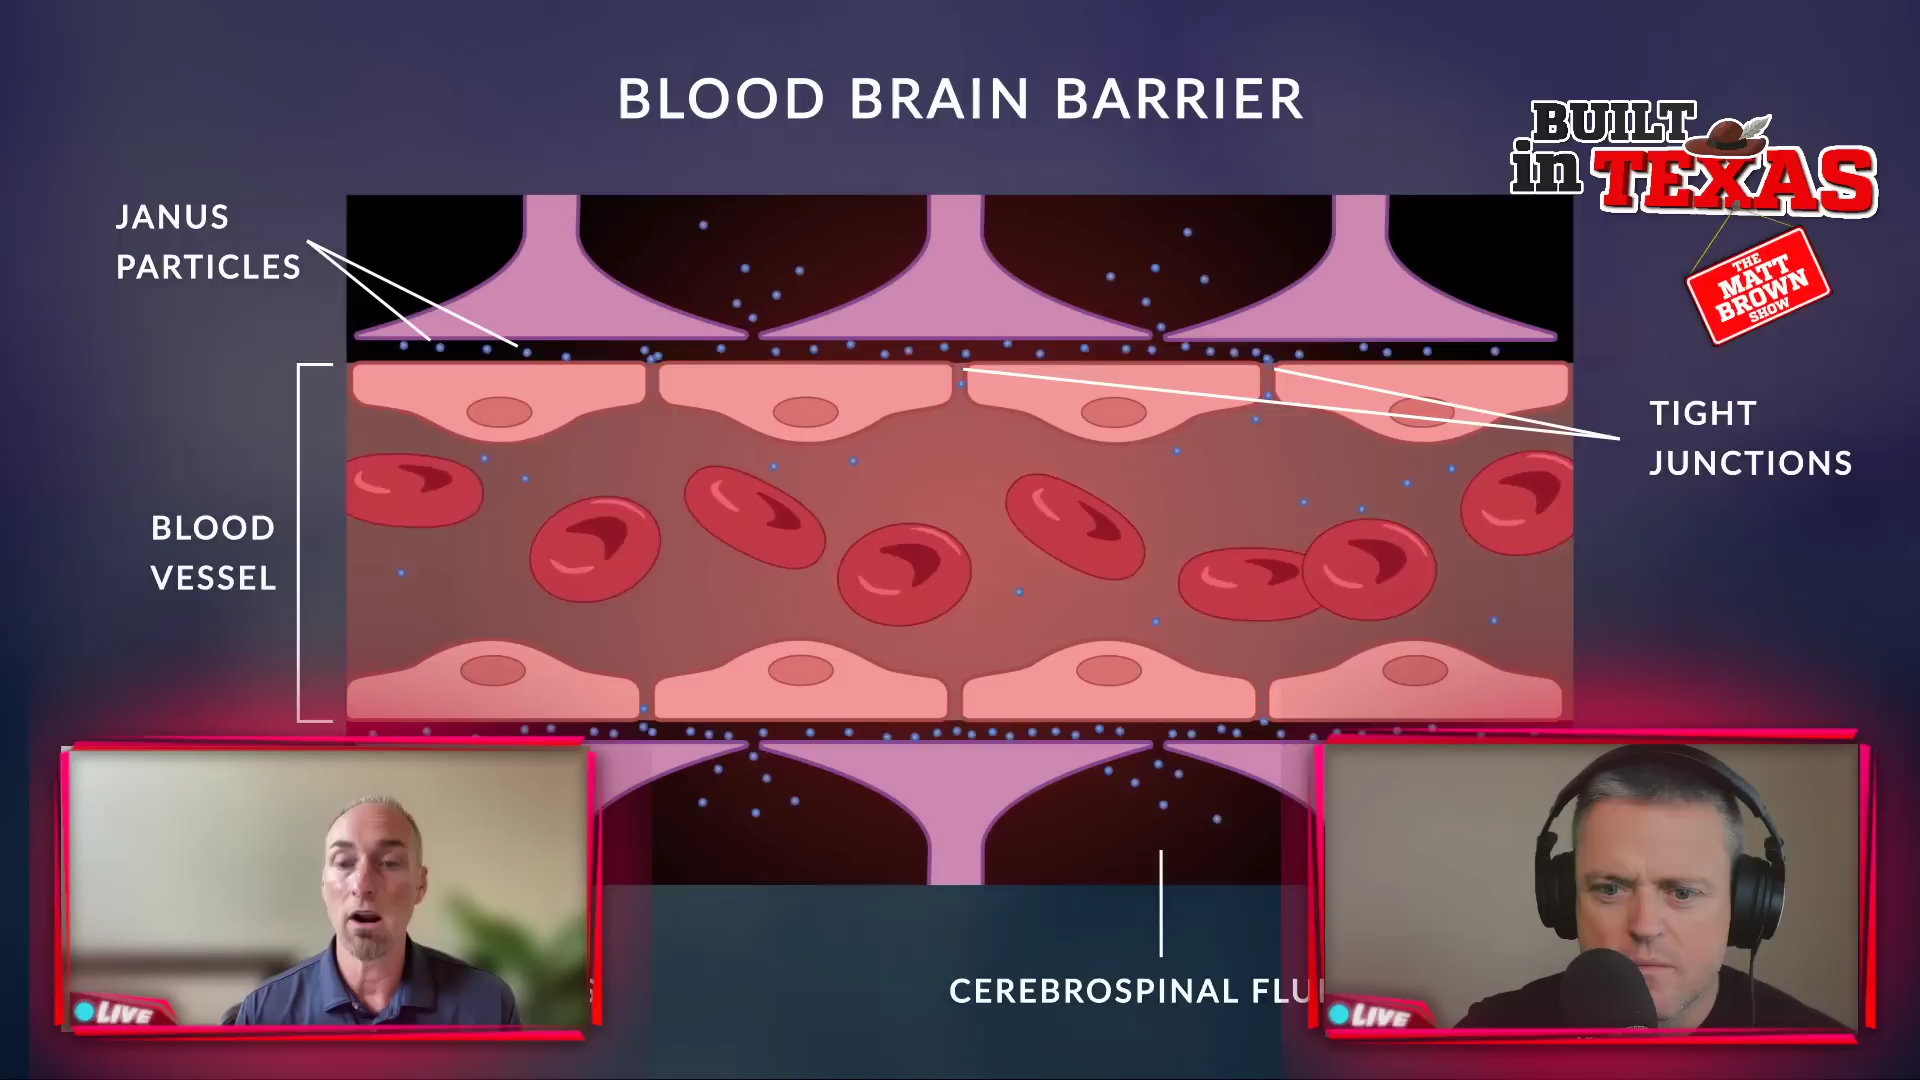 BLOOD BRAIN BARRIER
BUILT
in TEXAS
THE
MATT
BROWN
SHOW
JANUS
PARTICLES
TIGHT
JUNCTIONS
BLOOD
VESSEL
CEREBROSPINAL
LIVE
LIVE